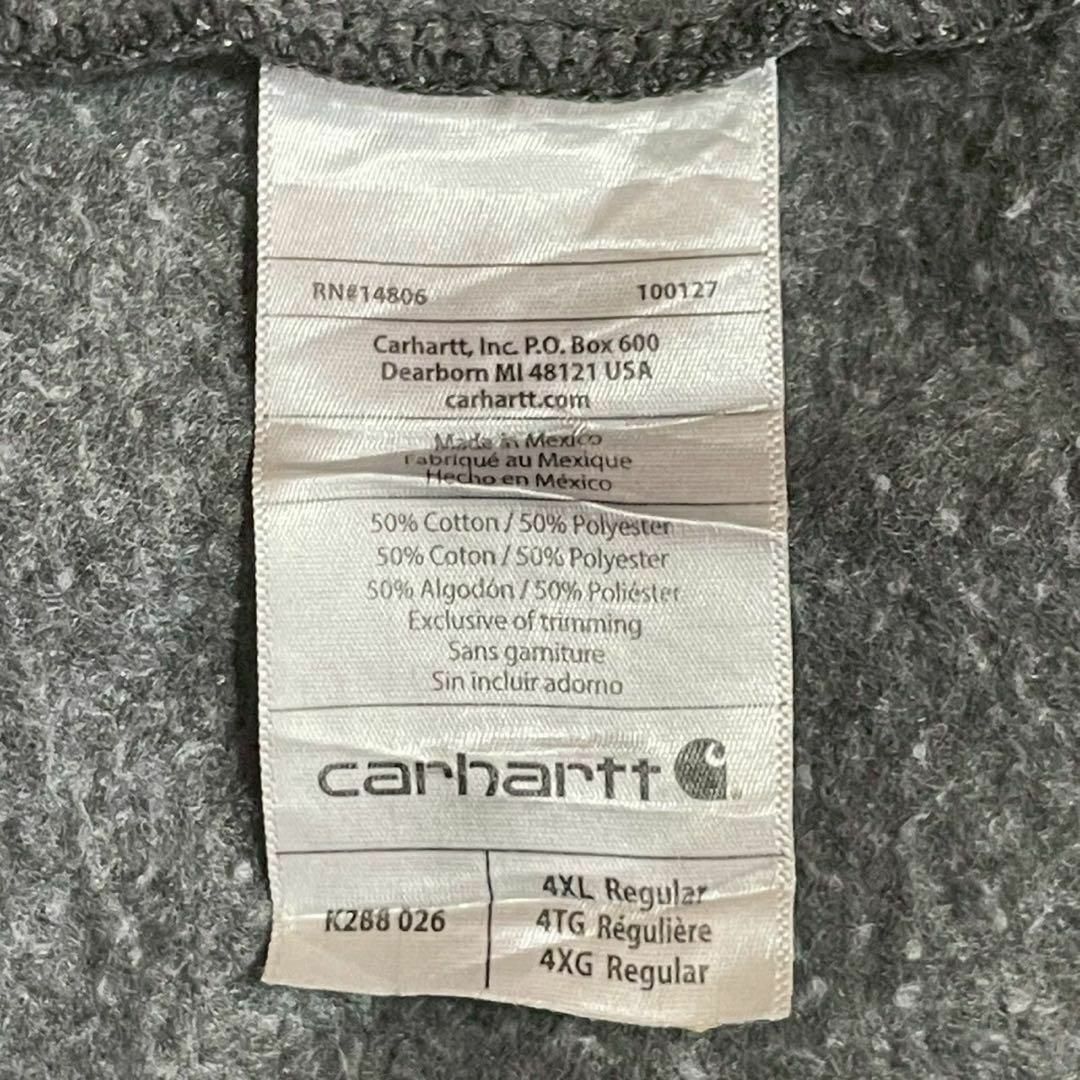 RN#14806 100127
Carhartt, Inc. P.O. Box 600
Dearborn MI 48121 USA
carhartt.com
Made in Mexico
Fabriqué au Mexique
Hecho en México
50% Cotton / 50% Polyester
50% Coton / 50% Polyester
50% Algodón / 50% Poliéster
Exclusive of trimming
Sans garniture
Sin incluir adorno
carhartt
K288 026
4XL Regular
4TG Régulière
4XG Regular